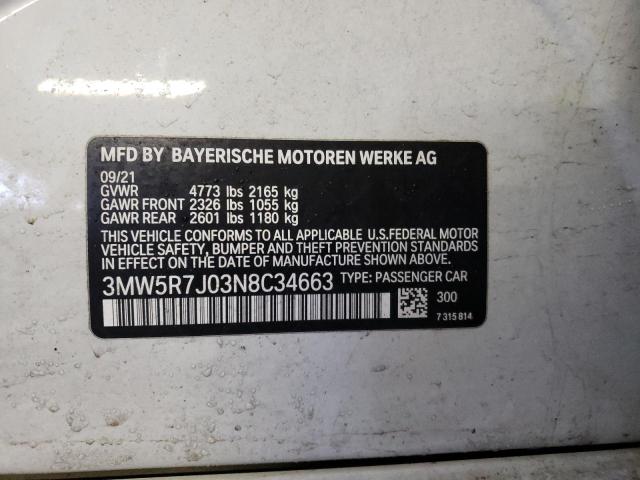 MFD BY BAYERISCHE MOTOREN WERKE AG
09/21
GVWR 4773 lbs 2165 kg
GAWR FRONT 2326 lbs 1055 kg
GAWR REAR 2601 lbs 1180 kg
THIS VEHICLE CONFORMS TO ALL APPLICABLE U.S.FEDERAL MOTOR
VEHICLE SAFETY, BUMPER AND THEFT PREVENTION STANDARDS
IN EFFECT ON THE DATE OF MANUFACTURE SHOWN ABOVE.
3MW5R7J03N8C34663 TYPE: PASSENGER CAR
300
7 315 814